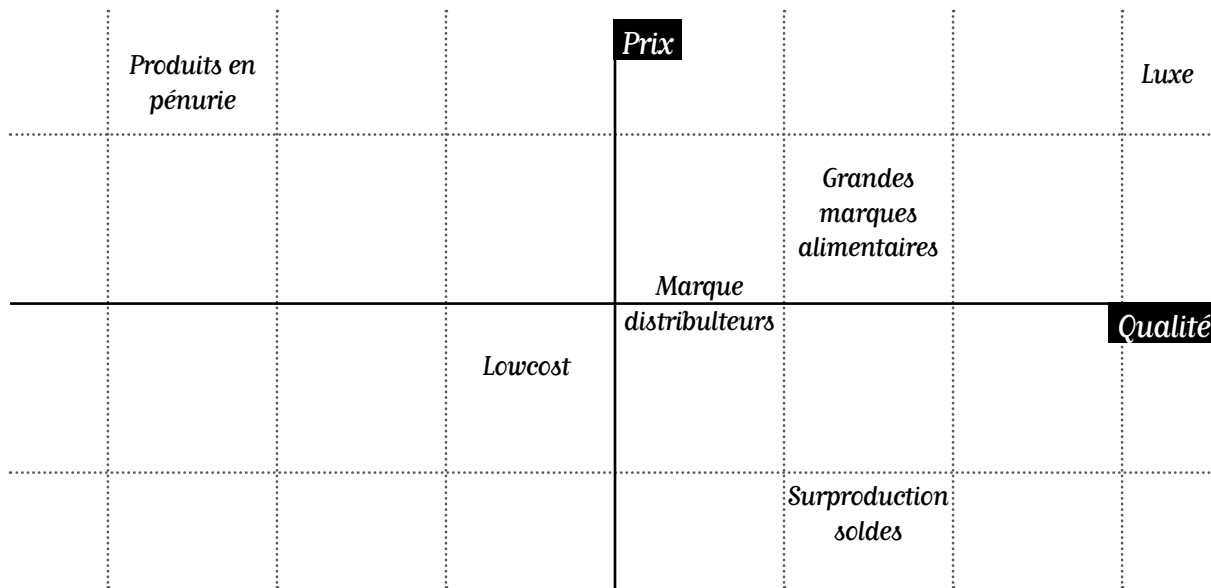 Prix
Produits en
pénurie
Luxe
Grandes
marques
alimentaires
Marque
distribulteurs
Qualité
Lowcost
Surproduction
soldes